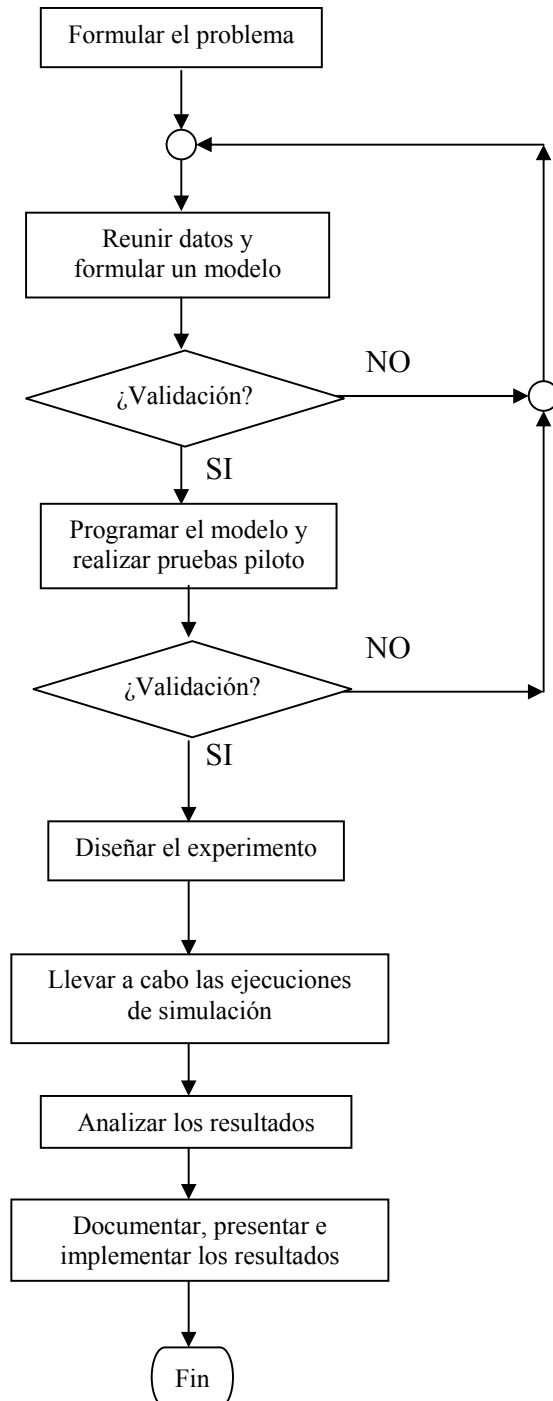 Formular el problema
Reunir datos y
formular un modelo
¿Validación?
NO
SI
Programar el modelo y
realizar pruebas piloto
¿Validación?
NO
SI
Diseñar el experimento
Llevar a cabo las ejecuciones
de simulación
Analizar los resultados
Documentar, presentar e
implementar los resultados
Fin